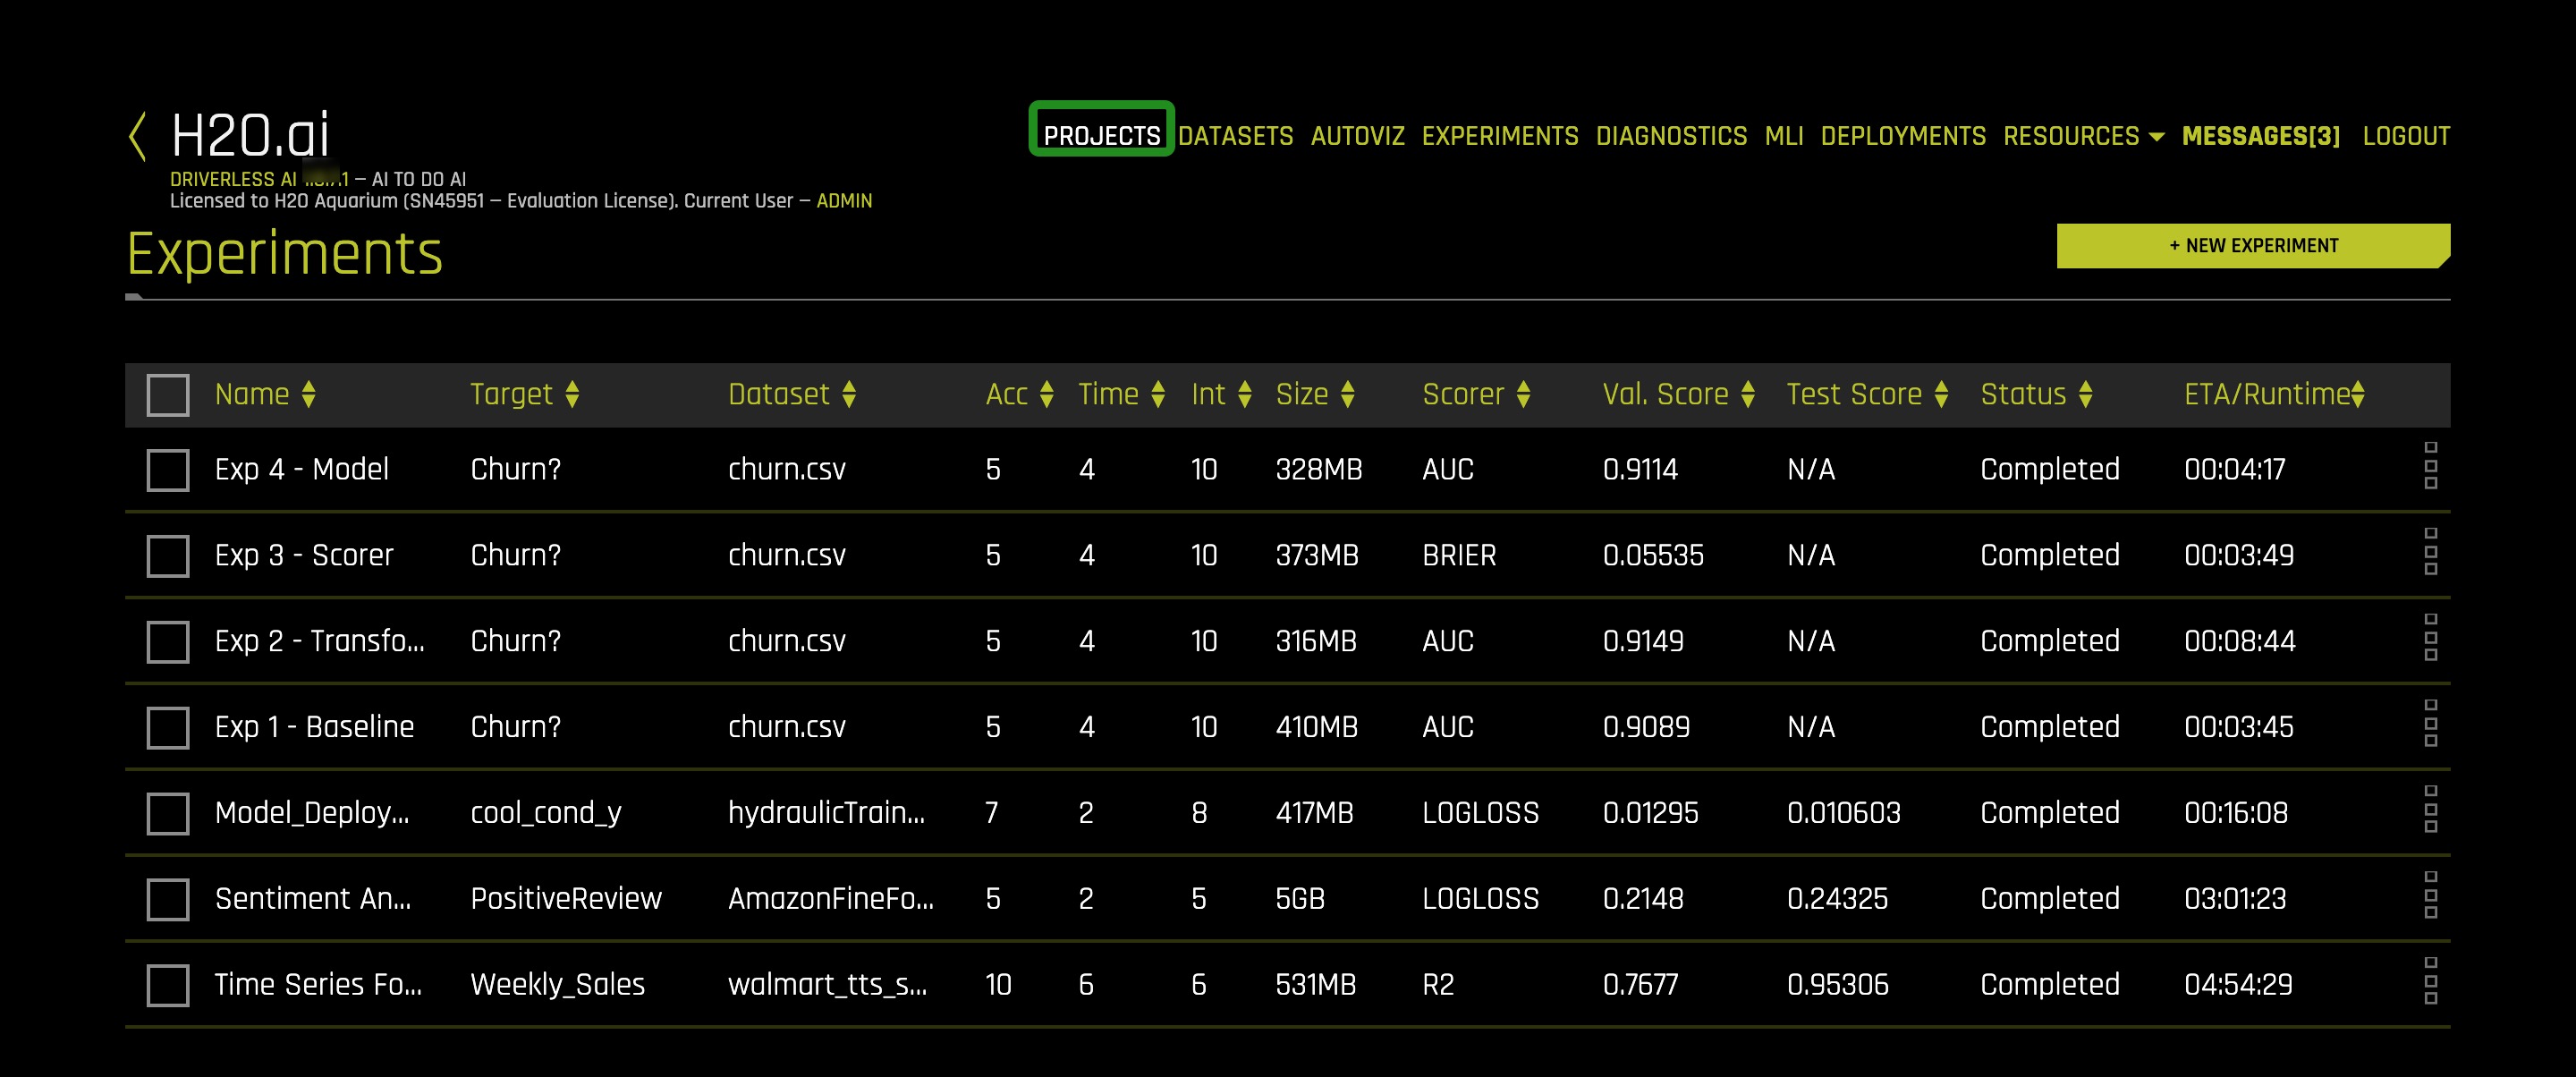 H2O.ai
PROJECTS DATASETS AUTOVIZ EXPERIMENTS DIAGNOSTICS MLI DEPLOYMENTS RESOURCES MESSAGES[3] LOGOUT
DRIVERLESS AI — AI TO DO AI
Licensed to H2O Aquarium (SN45951 — Evaluation License). Current User — ADMIN
Experiments
+ NEW EXPERIMENT
Name Target Dataset Acc Time Int Size Scorer Val. Score Test Score Status ETA/Runtime
Exp 4 - Model Churn? churn.csv 5 4 10 328MB AUC 0.9114 N/A Completed 00:04:17
Exp 3 - Scorer Churn? churn.csv 5 4 10 373MB BRIER 0.05535 N/A Completed 00:03:49
Exp 2 - Transfo... Churn? churn.csv 5 4 10 316MB AUC 0.9149 N/A Completed 00:08:44
Exp 1 - Baseline Churn? churn.csv 5 4 10 410MB AUC 0.9089 N/A Completed 00:03:45
Model_Deploy... cool_cond_y hydraulicTrain... 7 2 8 417MB LOGLOSS 0.01295 0.010603 Completed 00:16:08
Sentiment An... PositiveReview AmazonFineFo... 5 2 5 5GB LOGLOSS 0.2148 0.24325 Completed 03:01:23
Time Series Fo... Weekly_Sales walmart_tts_s... 10 6 6 531MB R2 0.7677 0.95306 Completed 04:54:29